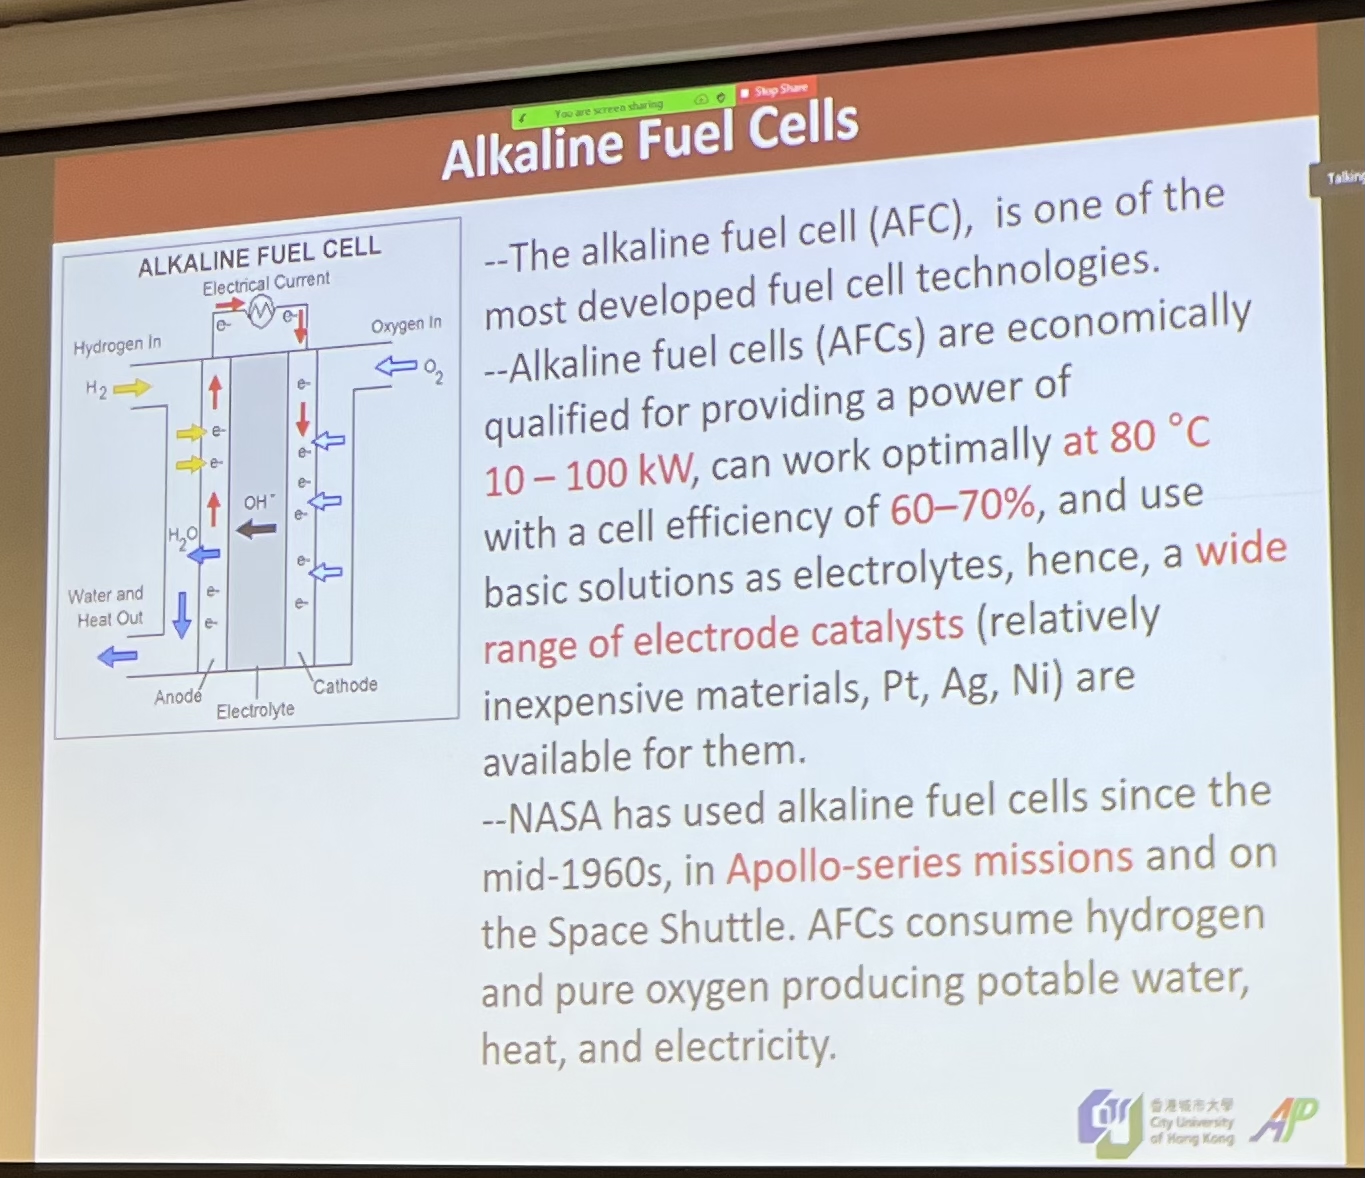 You are screen sharing
Stop Share
Alkaline Fuel Cells
Talking
ALKALINE FUEL CELL
Electrical Current
e-
e-
Hydrogen In
Oxygen In
H2
O2
e-
e-
e-
e-
e-
e-
OH-
H2O
e-
e-
e-
e-
Water and
Heat Out
Anode
Cathode
Electrolyte
--The alkaline fuel cell (AFC), is one of the
most developed fuel cell technologies.
--Alkaline fuel cells (AFCs) are economically
qualified for providing a power of
10 – 100 kW, can work optimally at 80 °C
with a cell efficiency of 60–70%, and use
basic solutions as electrolytes, hence, a wide
range of electrode catalysts (relatively
inexpensive materials, Pt, Ag, Ni) are
available for them.
--NASA has used alkaline fuel cells since the
mid-1960s, in Apollo-series missions and on
the Space Shuttle. AFCs consume hydrogen
and pure oxygen producing potable water,
heat, and electricity.
香港城市大學
City University
of Hong Kong
AP